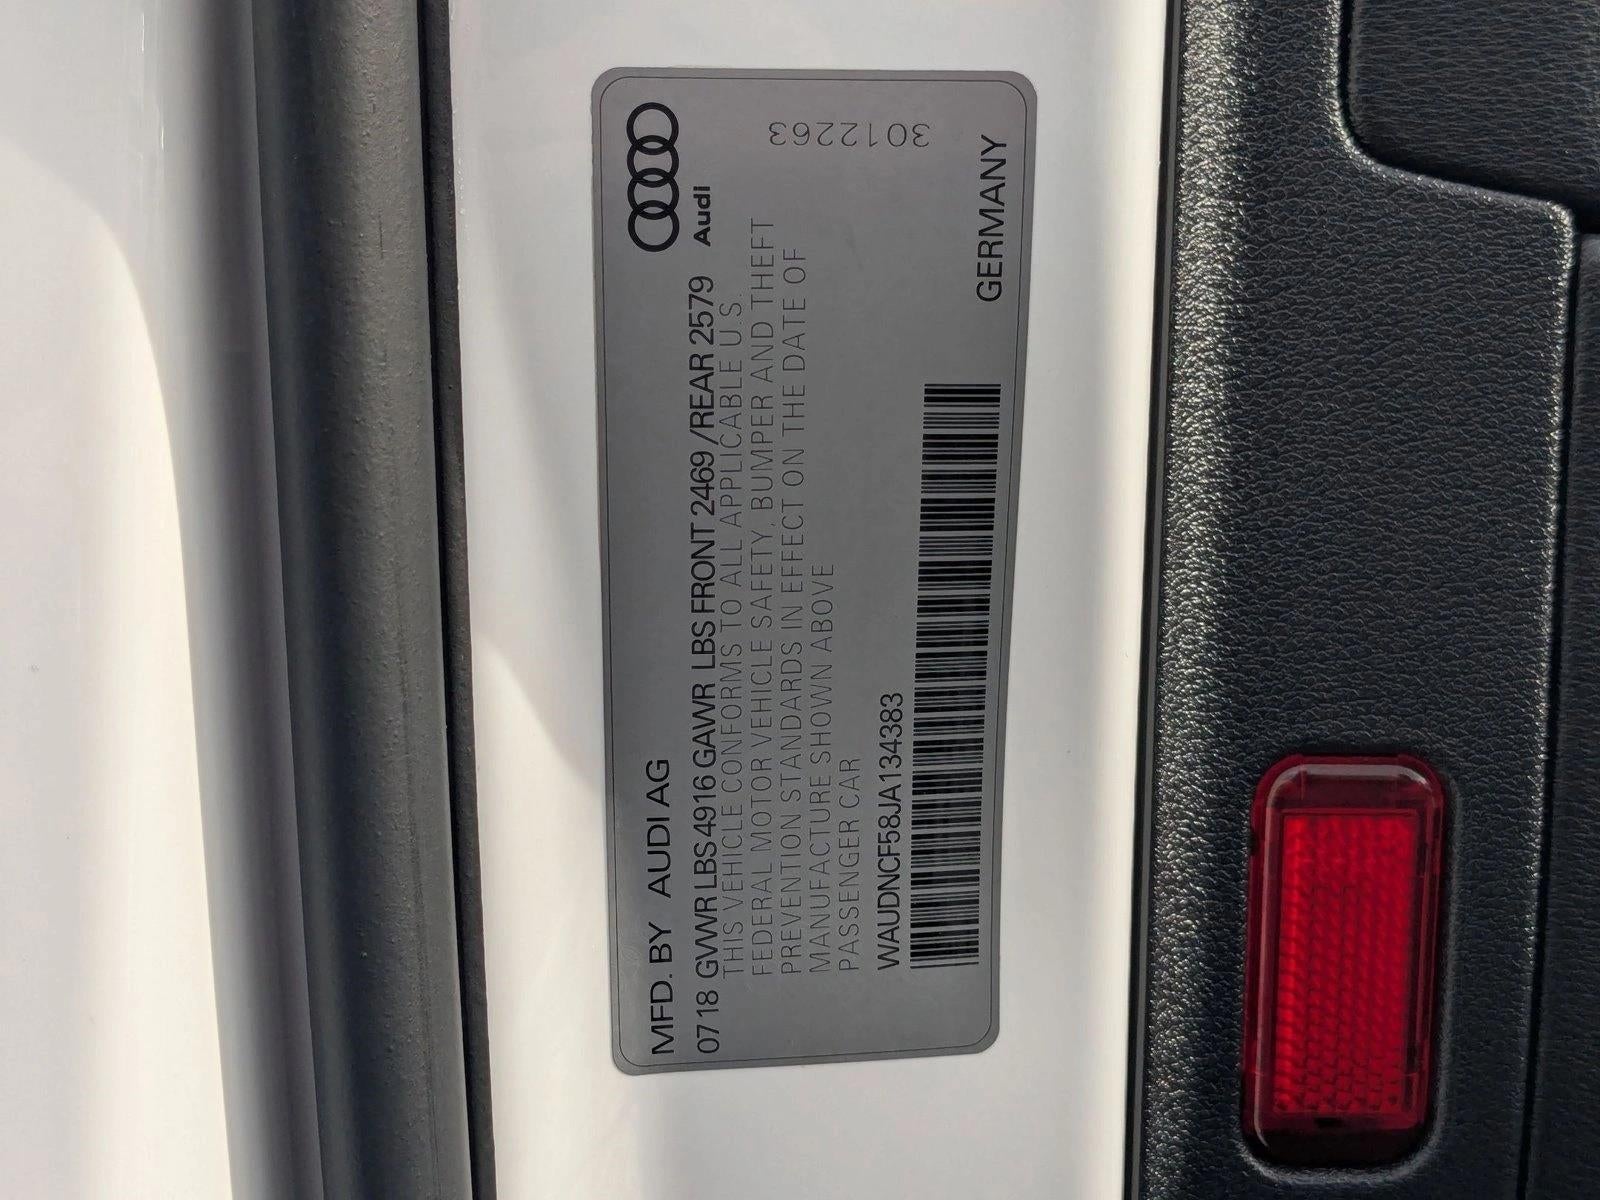 MFD. BY AUDI AG
Audi
0718 GVWR LBS 4916 GAWR LBS FRONT 2469 /REAR 2579
THIS VEHICLE CONFORMS TO ALL APPLICABLE U.S.
FEDERAL MOTOR VEHICLE SAFETY, BUMPER AND THEFT
PREVENTION STANDARDS IN EFFECT ON THE DATE OF
MANUFACTURE SHOWN ABOVE
PASSENGER CAR
WAUDNCF58JA134383
3012263
GERMANY